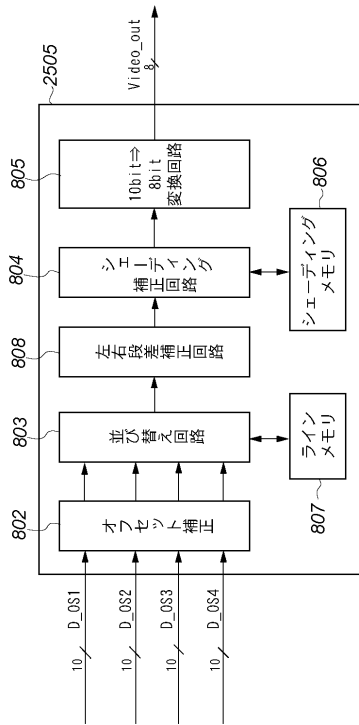 2505
Video_out
8
805
10bit⇒
8bit
変換回路
804
シェーディング
補正回路
806
シェーディング
メモリ
808
左右段差補正回路
803
並び替え回路
807
ライン
メモリ
802
オフセット補正
D_OS1
10
D_OS2
10
D_OS3
10
D_OS4
10